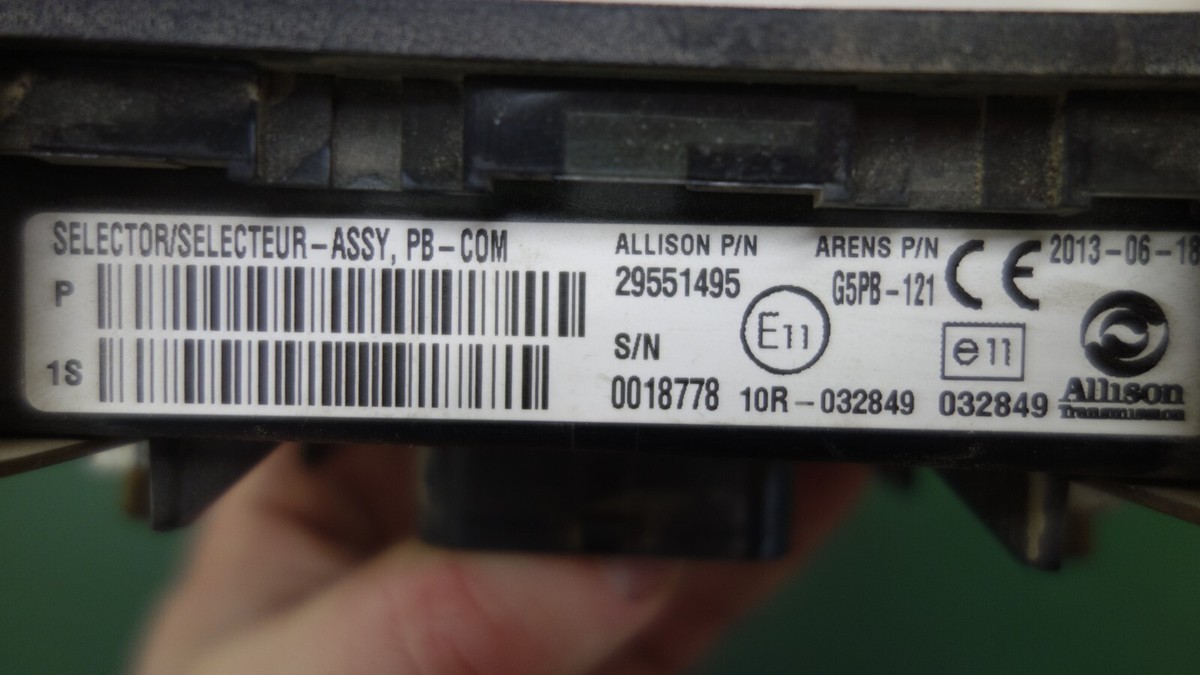 SELECTOR/SELECTEUR-ASSY, PB-COM
P
1S
ALLISON P/N
29551495
S/N
0018778
E11
10R-032849
ARENS P/N
G5PB-121
CE
e11
032849
2013-06-18
Allison
Transmission